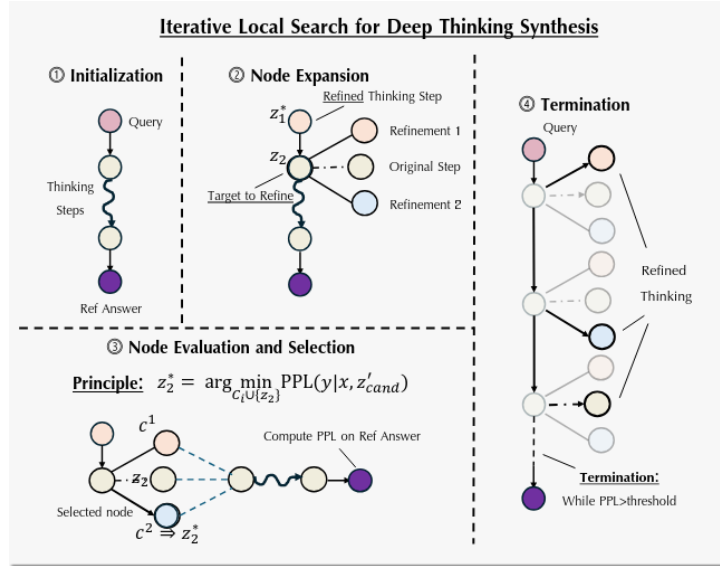 Iterative Local Search for Deep Thinking Synthesis
① Initialization
Query
Thinking
Steps
Ref Answer
② Node Expansion
Refined Thinking Step
z₁*
Refinement 1
z₂
Original Step
Target to Refine
Refinement 2
③ Node Evaluation and Selection
Principle: z₂* = arg min PPL(y|x, z′cand)
Cᵢ∪{z₂}
c¹
Compute PPL on Ref Answer
z₂
Selected node
c² ⇒ z₂*
④ Termination
Query
Refined
Thinking
Termination:
While PPL>threshold